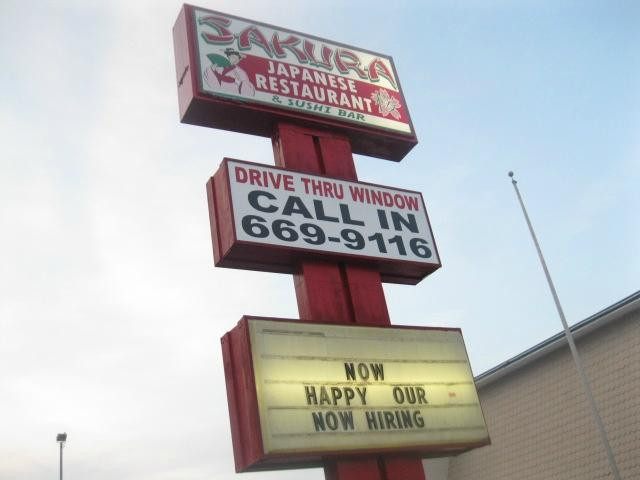 SAKURA
JAPANESE
RESTAURANT
& SUSHI BAR
DRIVE THRU WINDOW
CALL IN
669-9116
NOW
HAPPY OUR
NOW HIRING